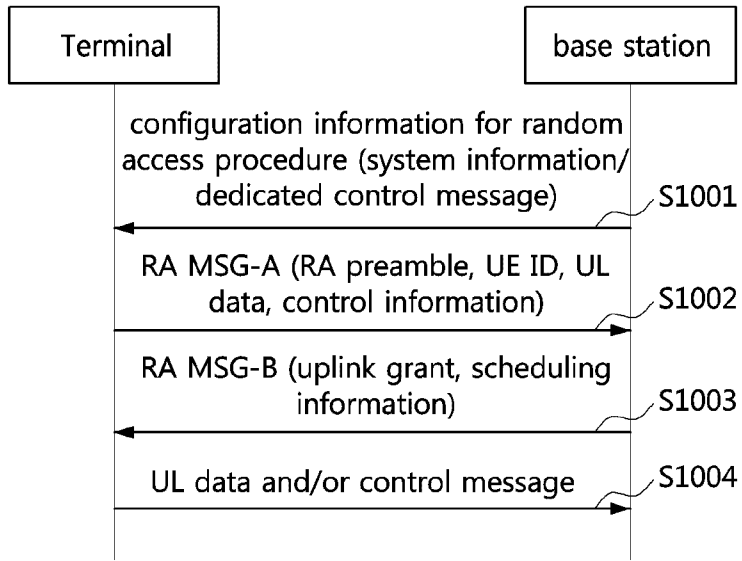 Terminal
base station
configuration information for random
access procedure (system information/
dedicated control message)
S1001
RA MSG-A (RA preamble, UE ID, UL
data, control information)
S1002
RA MSG-B (uplink grant, scheduling
information)
S1003
UL data and/or control message
S1004